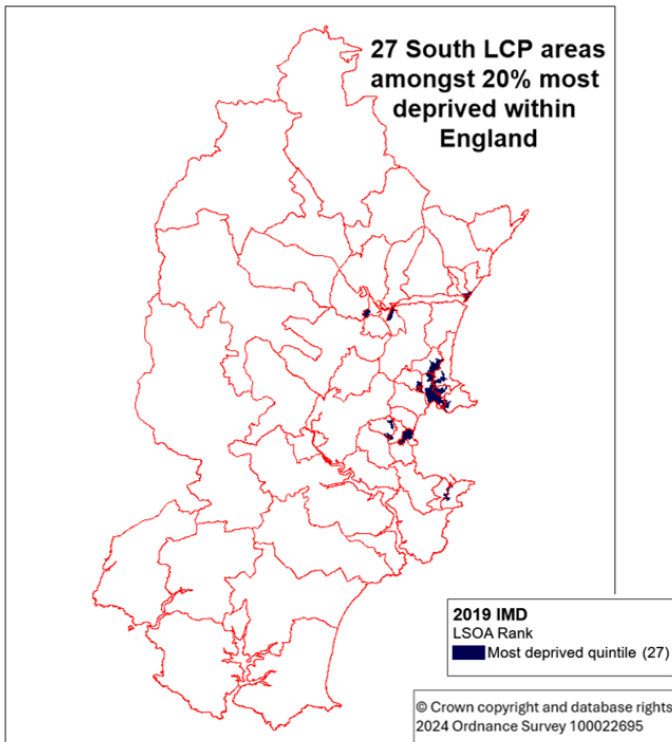 27 South LCP areas
amongst 20% most
deprived within
England
2019 IMD
LSOA Rank
Most deprived quintile (27)
© Crown copyright and database rights
2024 Ordnance Survey 100022695